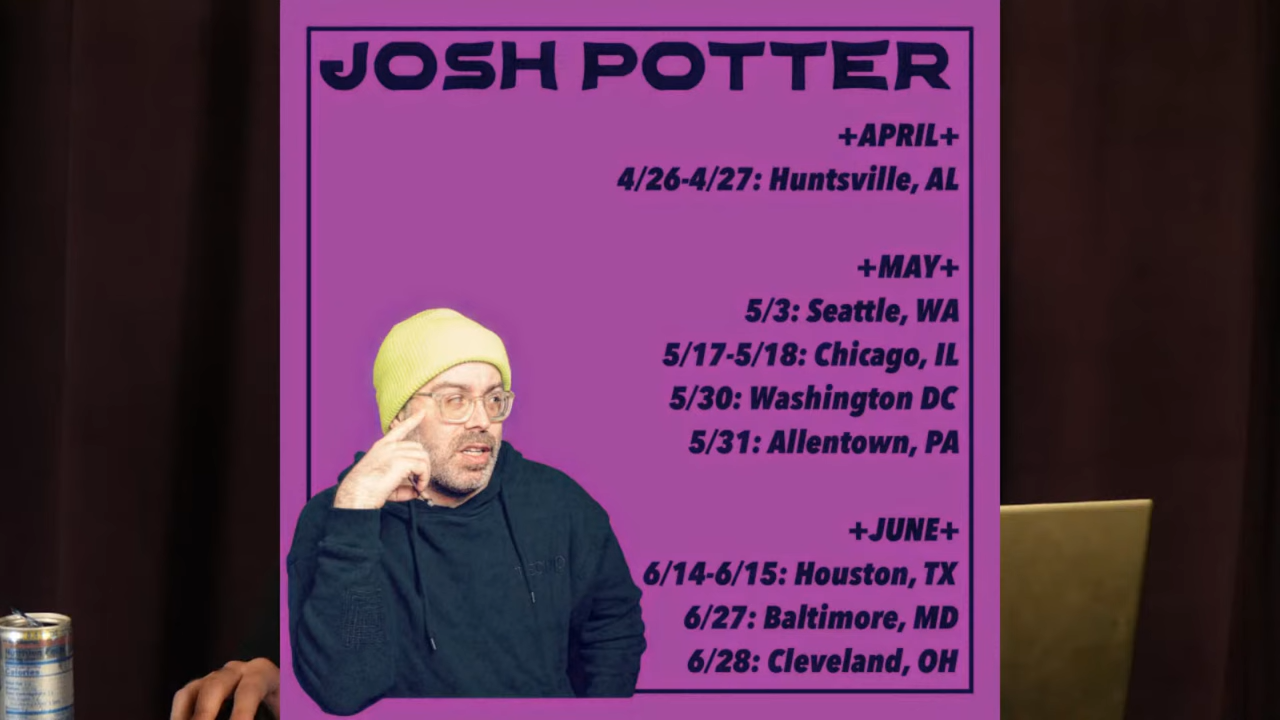 JOSH POTTER
+APRIL+
4/26-4/27: Huntsville, AL
+MAY+
5/3: Seattle, WA
5/17-5/18: Chicago, IL
5/30: Washington DC
5/31: Allentown, PA
+JUNE+
6/14-6/15: Houston, TX
6/27: Baltimore, MD
6/28: Cleveland, OH
Calories